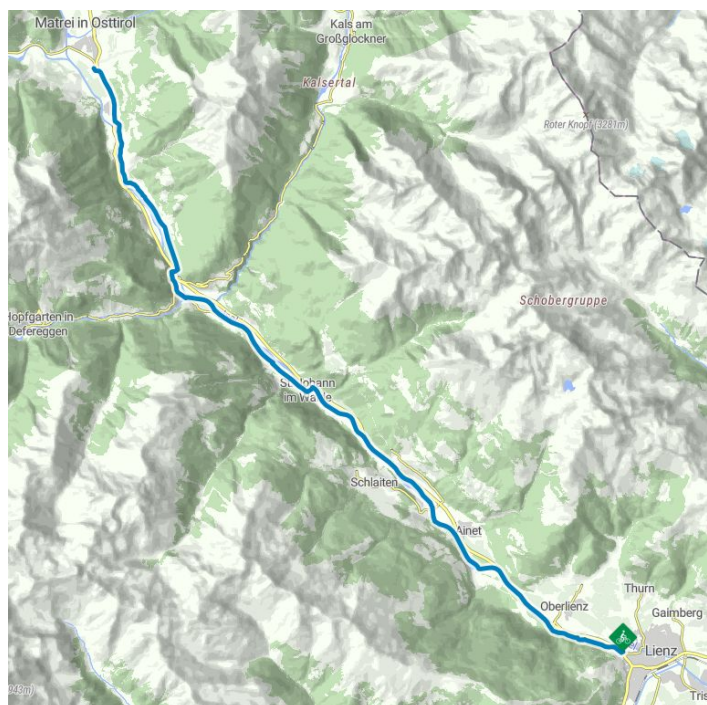 Matrei in Osttirol
Kals am
Großglockner
Kalsertal
Roter Knopf (3281m)
Schobergruppe
Hopfgarten in
Defereggen
St. Johann
im Walde
Schlaiten
Ainet
Oberlienz
Thurn
Gaimberg
Lienz
Tris
943m)